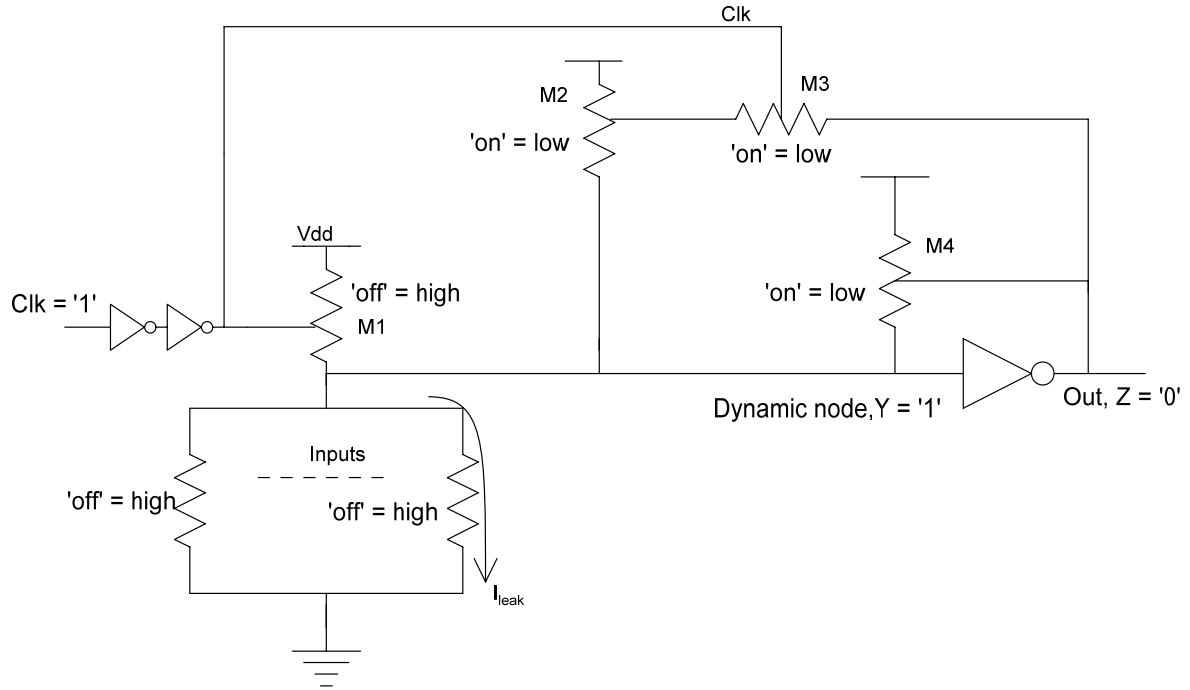 Clk
M2
M3
'on' = low
'on' = low
M4
Vdd
'off' = high
'on' = low
Clk = '1'
M1
Dynamic node,Y = '1'
Out, Z = '0'
Inputs
'off' = high
'off' = high
Ileak